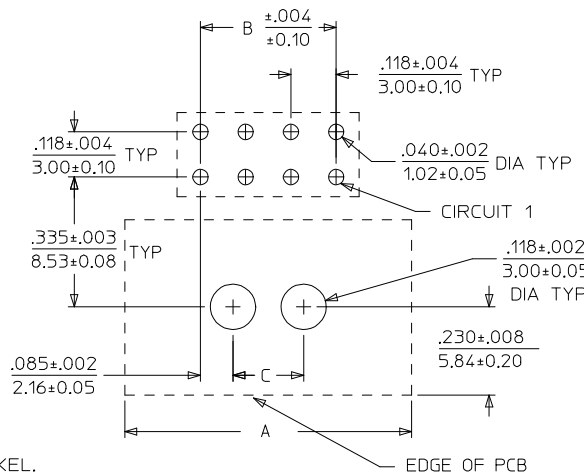 B ±.004
±0.10
.118±.004
3.00±0.10 TYP
.118±.004
3.00±0.10 TYP
.040±.002
1.02±0.05 DIA TYP
CIRCUIT 1
.335±.003
8.53±0.08 TYP
.118±.002
3.00±0.05
DIA TYP
.230±.008
5.84±0.20
.085±.002
2.16±0.05
C
A
KEL.
EDGE OF PCB